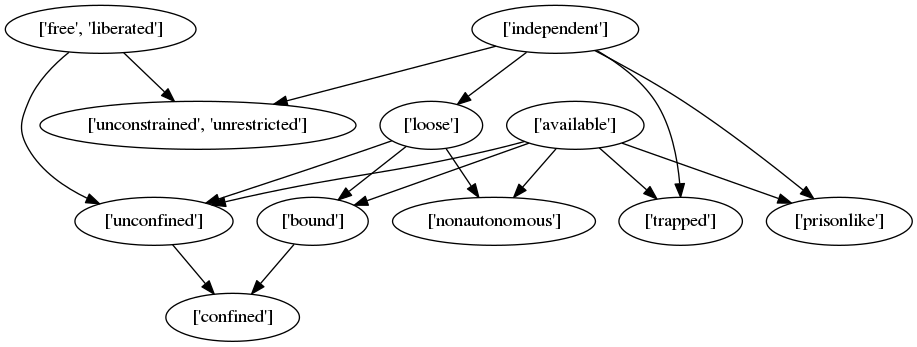 ['free', 'liberated']
['independent']
['unconstrained', 'unrestricted']
['loose']
['available']
['unconfined']
['bound']
['nonautonomous']
['trapped']
['prisonlike']
['confined']